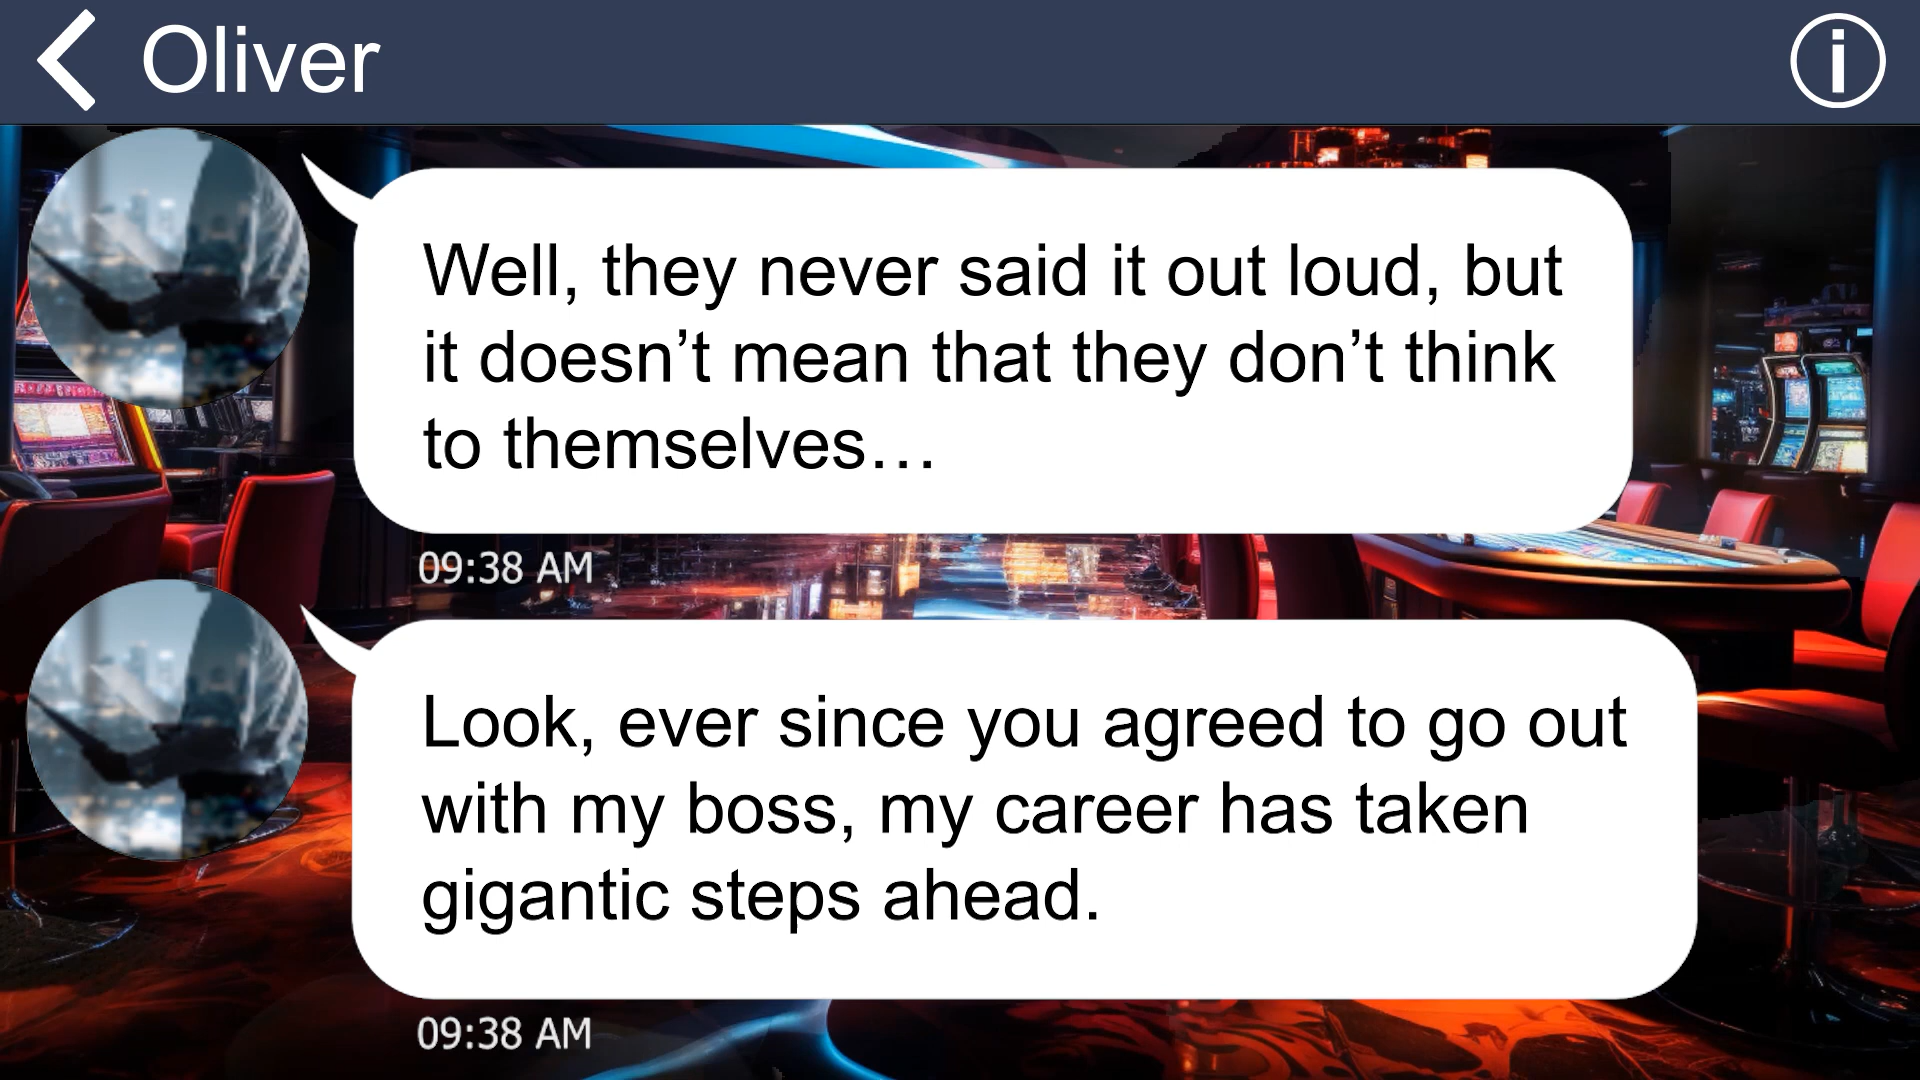 Oliver
Well, they never said it out loud, but
it doesn’t mean that they don’t think
to themselves…
09:38 AM
Look, ever since you agreed to go out
with my boss, my career has taken
gigantic steps ahead.
09:38 AM